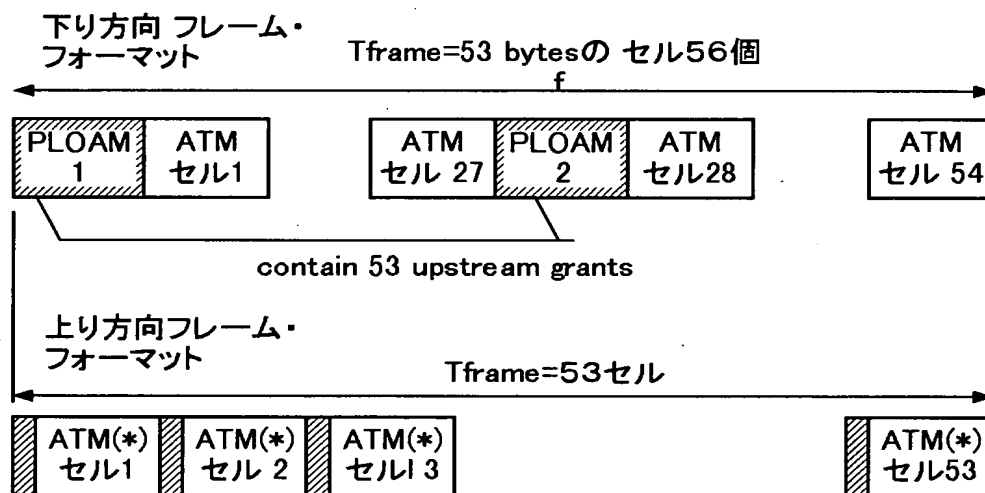 下り方向 フレーム・
フォーマット
Tframe=53 bytesの セル56個
f
PLOAM
1
ATM
セル1
ATM
セル 27
PLOAM
2
ATM
セル28
ATM
セル 54
contain 53 upstream grants
上り方向フレーム・
フォーマット
Tframe=53セル
ATM(*)
セル1
ATM(*)
セル 2
ATM(*)
セルl 3
ATM(*)
セル53